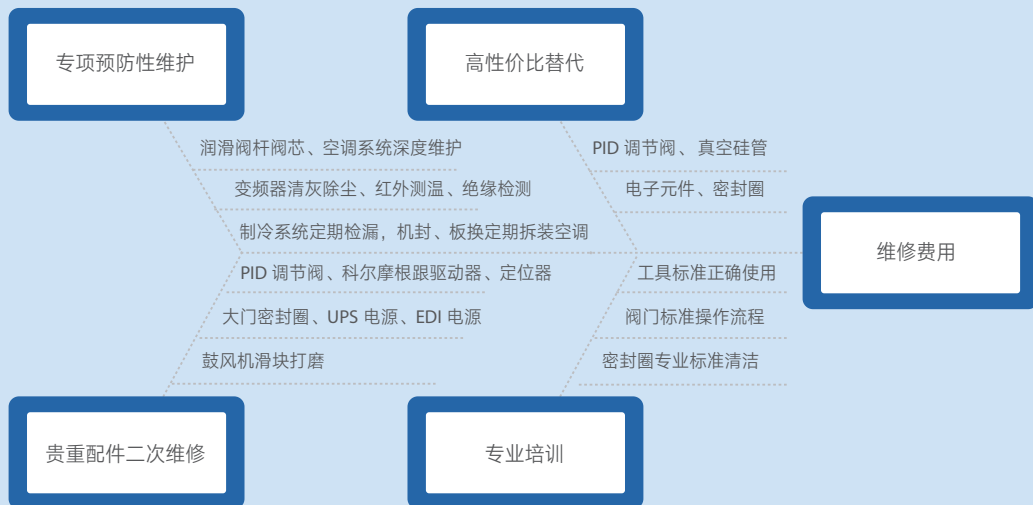 专项预防性维护
高性价比替代
润滑阀杆阀芯、空调系统深度维护
PID 调节阀、真空硅管
变频器清灰除尘、红外测温、绝缘检测
电子元件、密封圈
制冷系统定期检漏，机封、板换定期拆装空调
维修费用
PID 调节阀、科尔摩根跟驱动器、定位器
工具标准正确使用
大门密封圈、UPS 电源、EDI 电源
阀门标准操作流程
鼓风机滑块打磨
密封圈专业标准清洁
贵重配件二次维修
专业培训